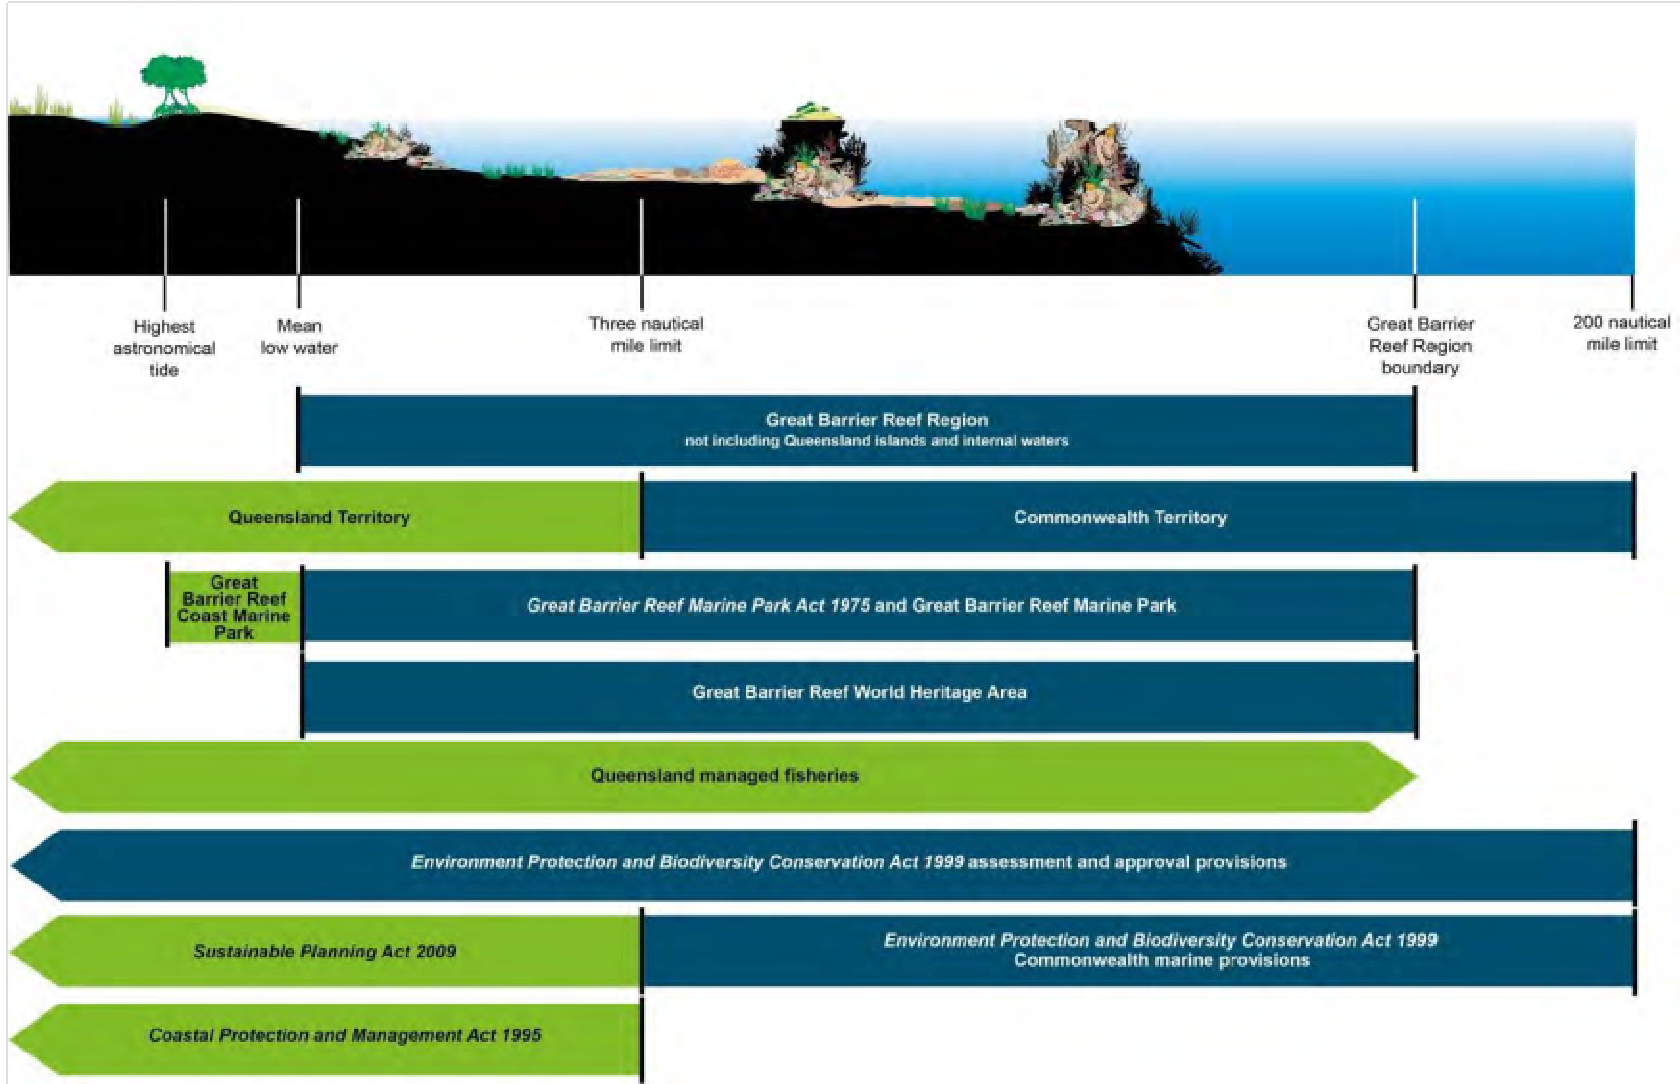 Highest
astronomical
tide
Mean
low water
Three nautical
mile limit
Great Barrier
Reef Region
boundary
200 nautical
mile limit
Great Barrier Reef Region
not including Queensland islands and internal waters
Queensland Territory
Commonwealth Territory
Great
Barrier Reef
Coast Marine
Park
Great Barrier Reef Marine Park Act 1975 and Great Barrier Reef Marine Park
Great Barrier Reef World Heritage Area
Queensland managed fisheries
Environment Protection and Biodiversity Conservation Act 1999 assessment and approval provisions
Sustainable Planning Act 2009
Environment Protection and Biodiversity Conservation Act 1999
Commonwealth marine provisions
Coastal Protection and Management Act 1995